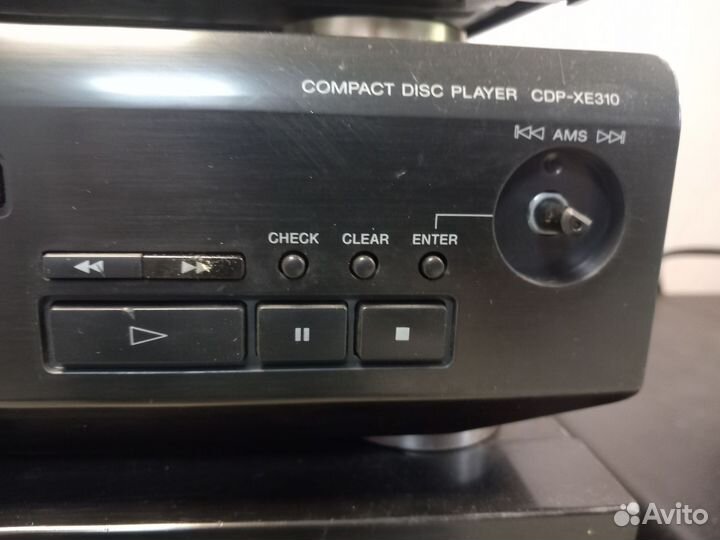 COMPACT DISC PLAYER CDP-XE310
AMS
CHECK CLEAR ENTER
Avito